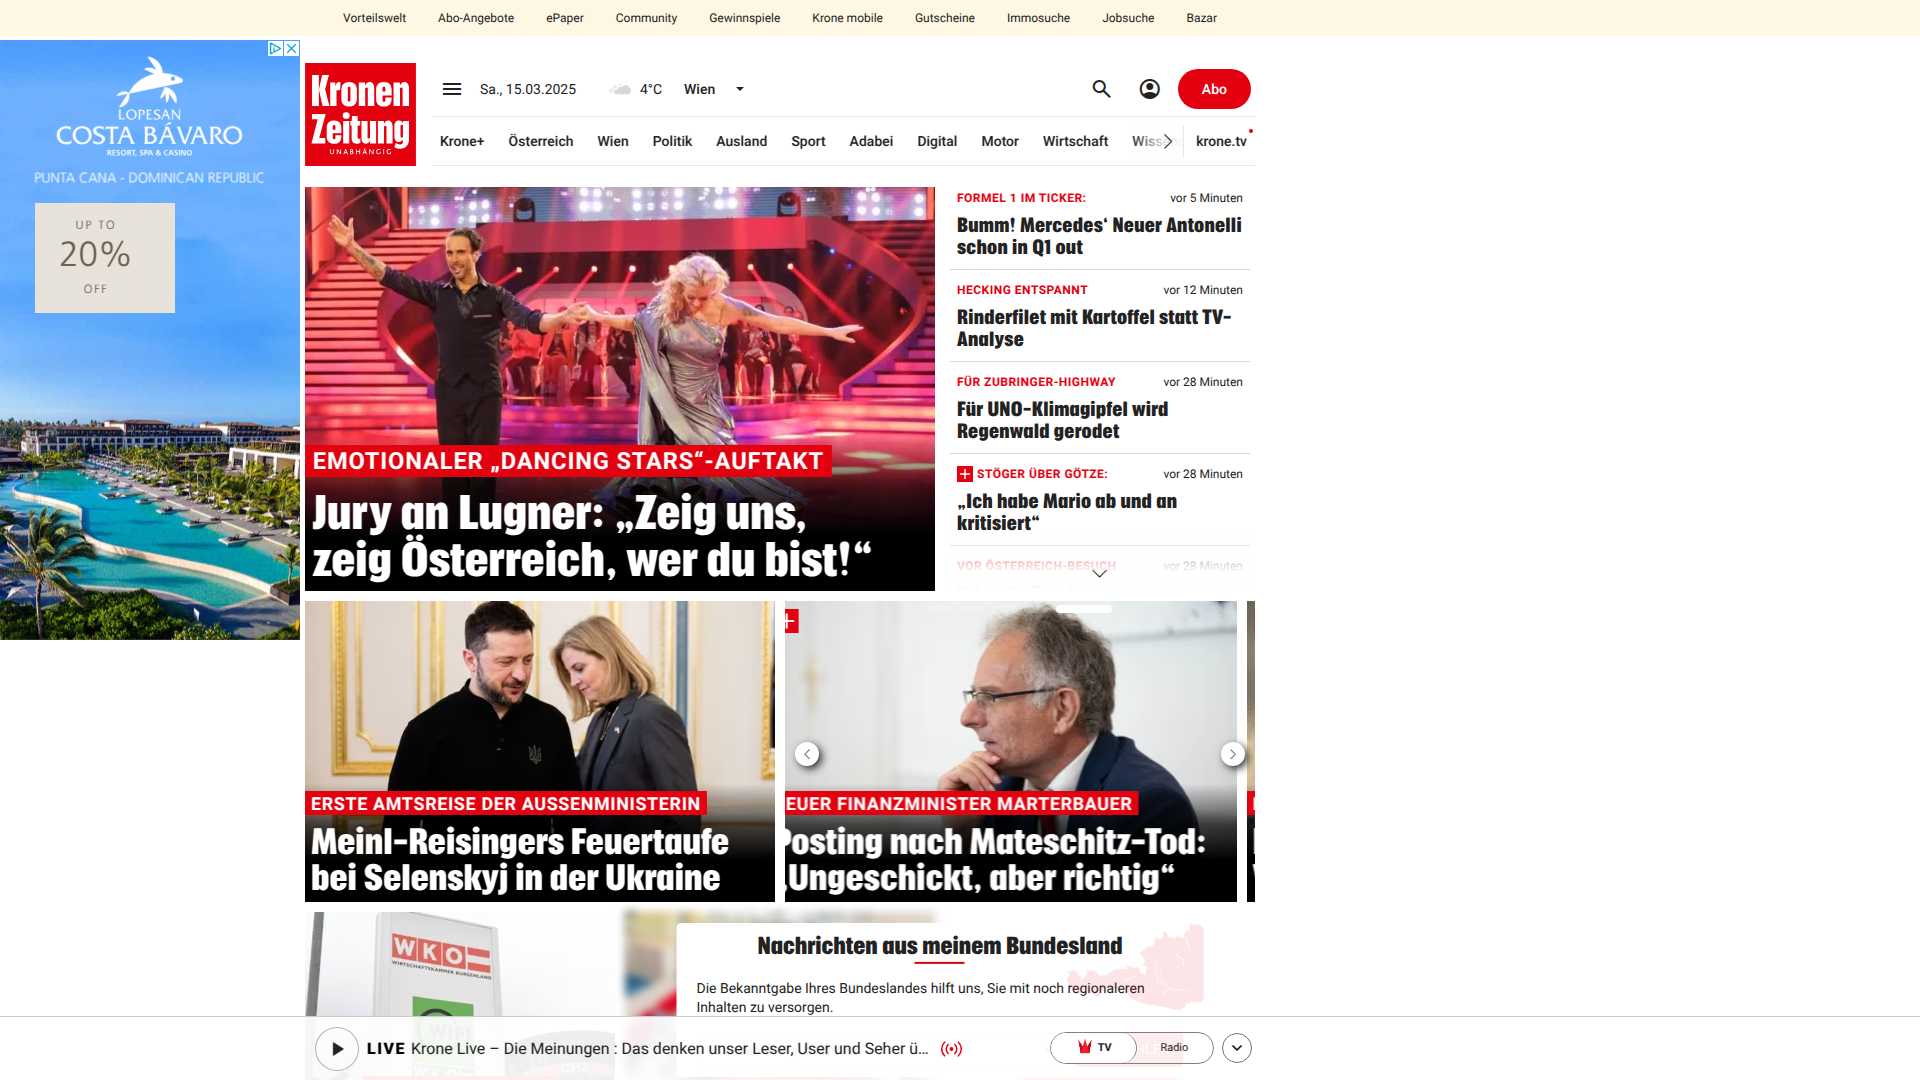 Vorteilswelt Abo-Angebote ePaper Community Gewinnspiele Krone mobile Gutscheine Immosuche Jobsuche Bazar
LOPESAN
COSTA BÁVARO
RESORT, SPA & CASINO
PUNTA CANA - DOMINICAN REPUBLIC
UP TO
20%
OFF
Kronen
Zeitung
UNABHÄNGIG
Sa., 15.03.2025 4°C Wien
Abo
Krone+ Österreich Wien Politik Ausland Sport Adabei Digital Motor Wirtschaft Wiss krone.tv
EMOTIONALER „DANCING STARS“-AUFTAKT
Jury an Lugner: „Zeig uns,
zeig Österreich, wer du bist!“
FORMEL 1 IM TICKER: vor 5 Minuten
Bumm! Mercedes‘ Neuer Antonelli
schon in Q1 out
HECKING ENTSPANNT vor 12 Minuten
Rinderfilet mit Kartoffel statt TV-
Analyse
FÜR ZUBRINGER-HIGHWAY vor 28 Minuten
Für UNO-Klimagipfel wird
Regenwald gerodet
STÖGER ÜBER GÖTZE: vor 28 Minuten
„Ich habe Mario ab und an
kritisiert“
VOR ÖSTERREICH-BESUCH vor 28 Minuten
ERSTE AMTSREISE DER AUSSENMINISTERIN
Meinl-Reisingers Feuertaufe
bei Selenskyj in der Ukraine
EUER FINANZMINISTER MARTERBAUER
Posting nach Mateschitz-Tod:
„Ungeschickt, aber richtig“
WKO
WIRTSCHAFTSKAMMER BURGENLAND
Nachrichten aus meinem Bundesland
Die Bekanntgabe Ihres Bundeslandes hilft uns, Sie mit noch regionaleren
Inhalten zu versorgen.
LIVE Krone Live – Die Meinungen : Das denken unser Leser, User und Seher ü...
TV Radio